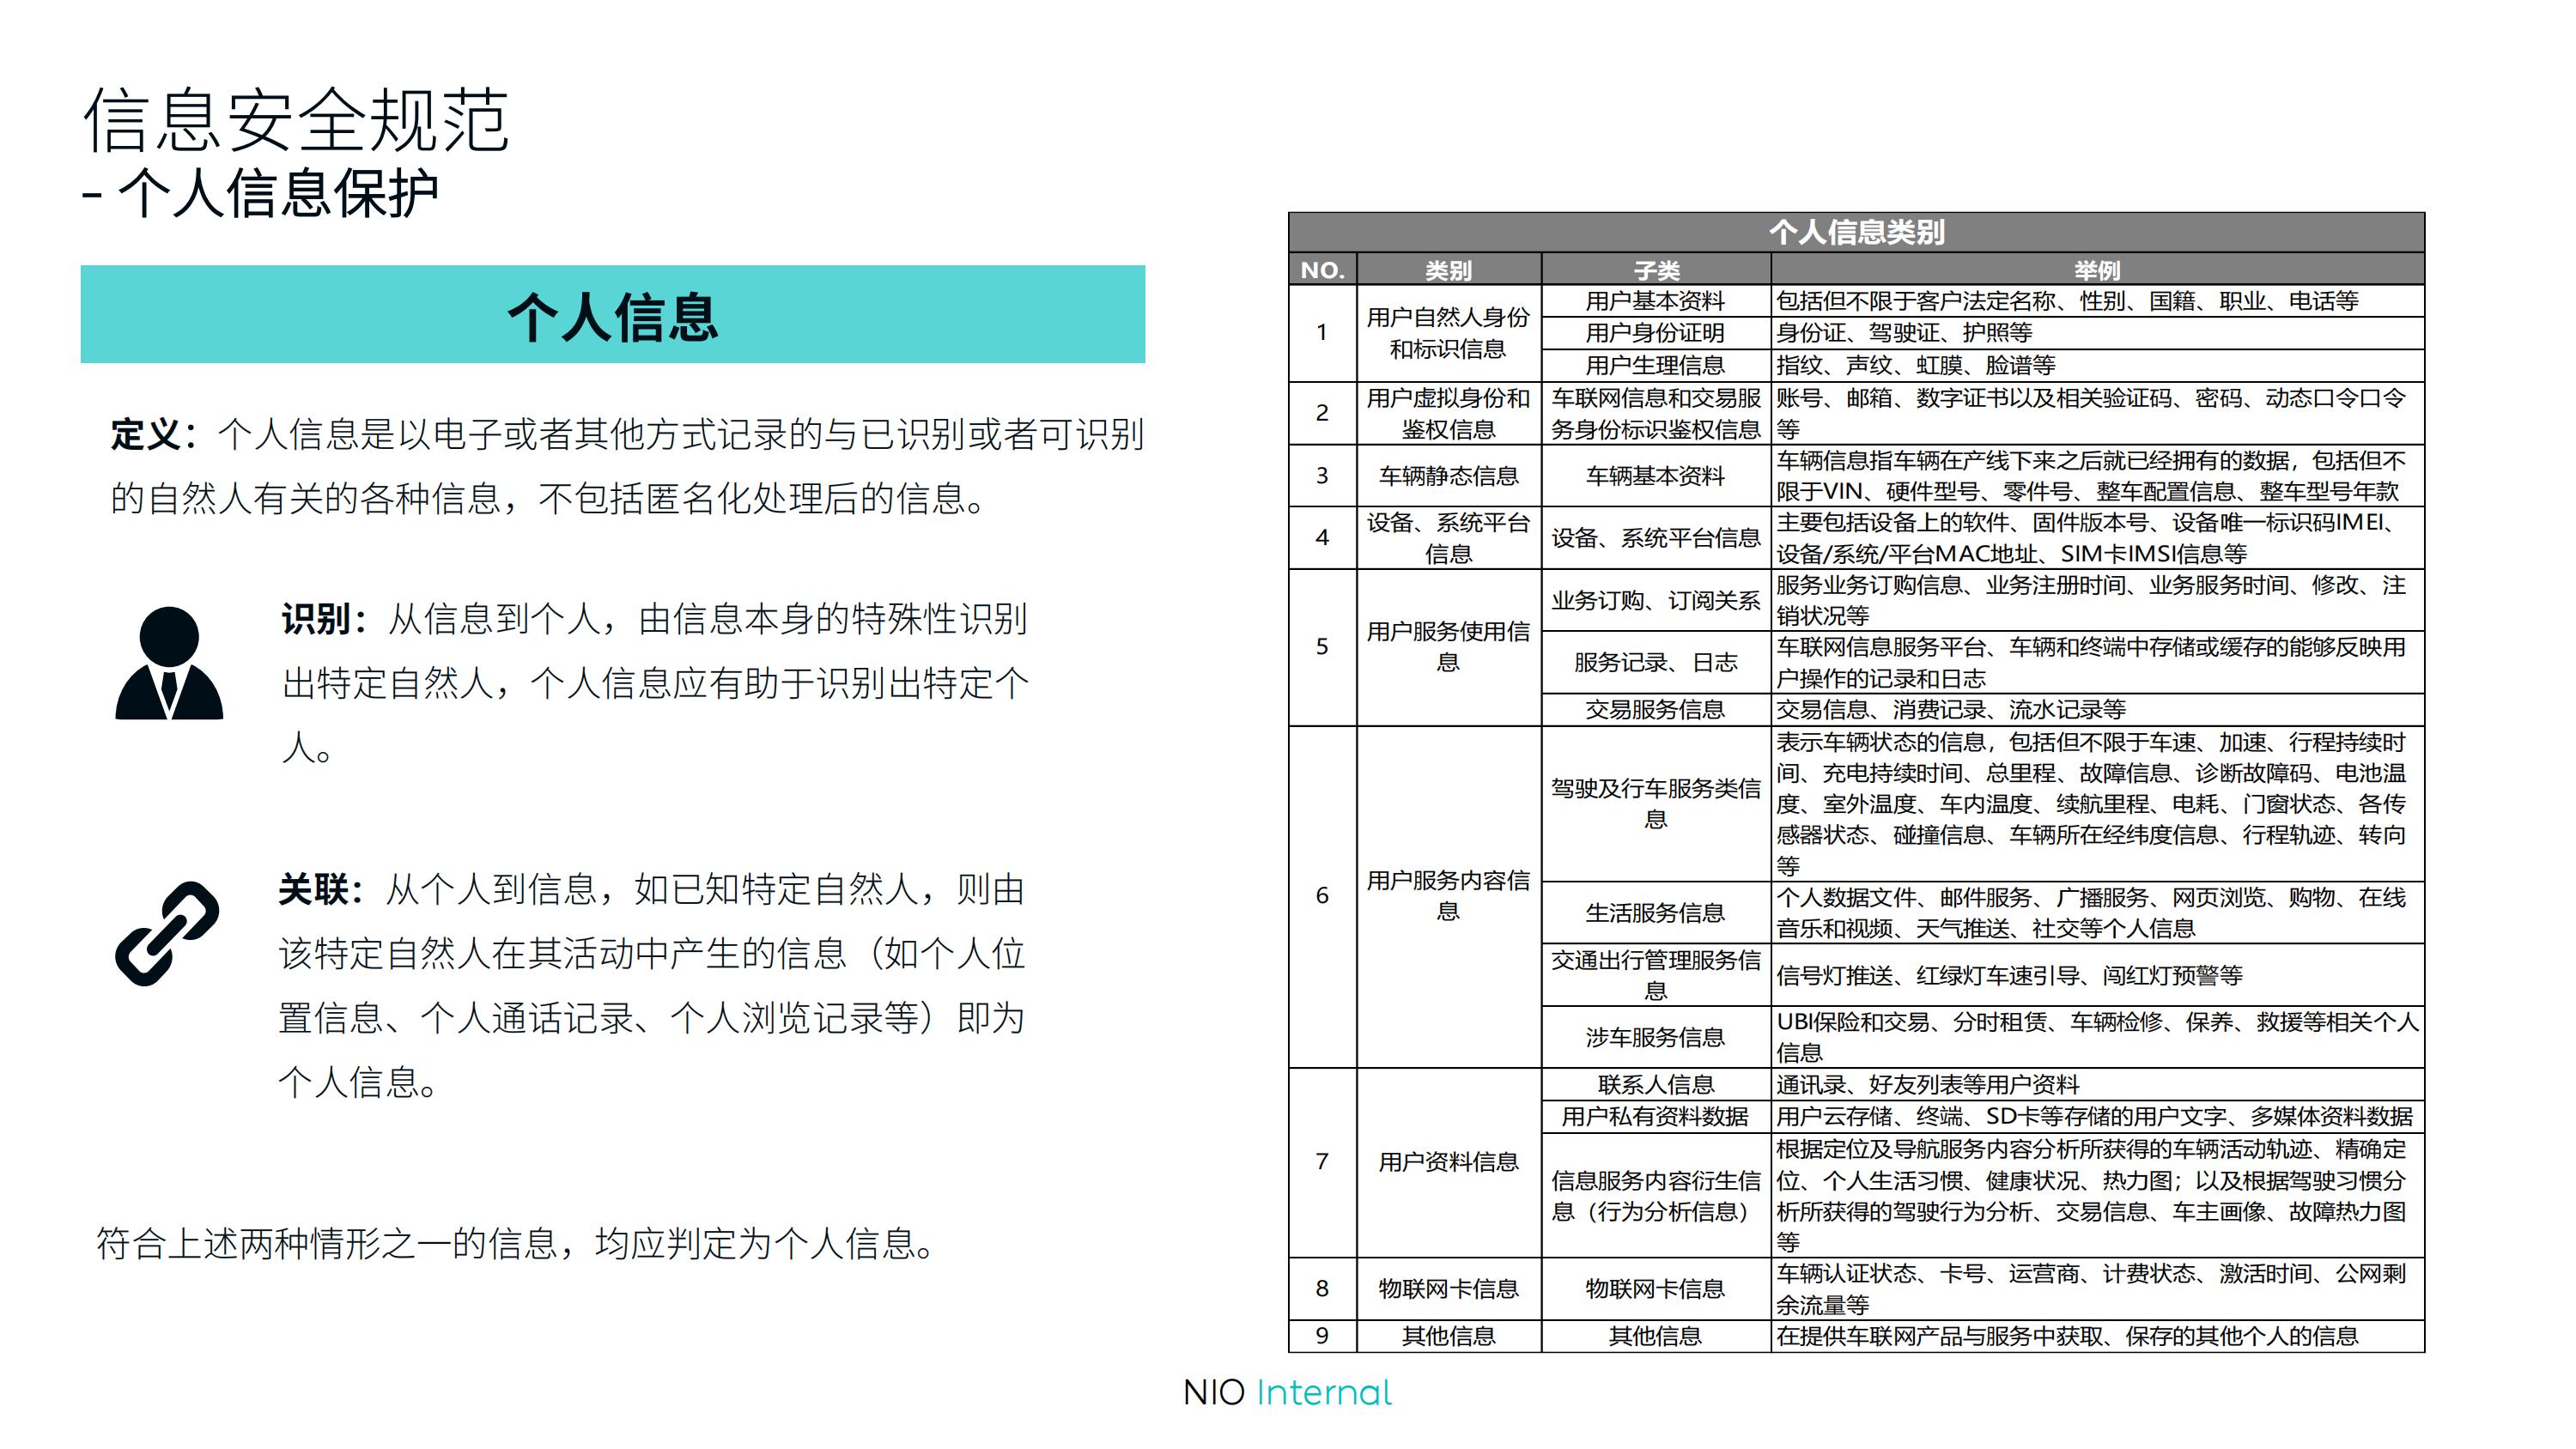 信息安全规范
- 个人信息保护
个人信息
定义：个人信息是以电子或者其他方式记录的与已识别或者可识别
的自然人有关的各种信息，不包括匿名化处理后的信息。
识别：从信息到个人，由信息本身的特殊性识别
出特定自然人，个人信息应有助于识别出特定个
人。
关联：从个人到信息，如已知特定自然人，则由
该特定自然人在其活动中产生的信息（如个人位
置信息、个人通话记录、个人浏览记录等）即为
个人信息。
符合上述两种情形之一的信息，均应判定为个人信息。
个人信息类别
NO. 类别 子类 举例
1
用户自然人身份
和标识信息
用户基本资料
包括但不限于客户法定名称、性别、国籍、职业、电话等
用户身份证明
身份证、驾驶证、护照等
用户生理信息
指纹、声纹、虹膜、脸谱等
2
用户虚拟身份和
鉴权信息
车联网信息和交易服
务身份标识鉴权信息
账号、邮箱、数字证书以及相关验证码、密码、动态口令口令
等
3
车辆静态信息
车辆基本资料
车辆信息指车辆在产线下来之后就已经拥有的数据，包括但不
限于VIN、硬件型号、零件号、整车配置信息、整车型号年款
4
设备、系统平台
信息
设备、系统平台信息
主要包括设备上的软件、固件版本号、设备唯一标识码IMEI、
设备/系统/平台MAC地址、SIM卡IMSI信息等
5
用户服务使用信
息
业务订购、订阅关系
服务业务订购信息、业务注册时间、业务服务时间、修改、注
销状况等
服务记录、日志
车联网信息服务平台、车辆和终端中存储或缓存的能够反映用
户操作的记录和日志
交易服务信息
交易信息、消费记录、流水记录等
6
用户服务内容信
息
驾驶及行车服务类信
息
表示车辆状态的信息，包括但不限于车速、加速、行程持续时
间、充电持续时间、总里程、故障信息、诊断故障码、电池温
度、室外温度、车内温度、续航里程、电耗、门窗状态、各传
感器状态、碰撞信息、车辆所在经纬度信息、行程轨迹、转向
等
生活服务信息
个人数据文件、邮件服务、广播服务、网页浏览、购物、在线
音乐和视频、天气推送、社交等个人信息
交通出行管理服务信
息
信号灯推送、红绿灯车速引导、闯红灯预警等
涉车服务信息
UBI保险和交易、分时租赁、车辆检修、保养、救援等相关个人
信息
7
用户资料信息
联系人信息
通讯录、好友列表等用户资料
用户私有资料数据
用户云存储、终端、SD卡等存储的用户文字、多媒体资料数据
信息服务内容衍生信
息（行为分析信息）
根据定位及导航服务内容分析所获得的车辆活动轨迹、精确定
位、个人生活习惯、健康状况、热力图；以及根据驾驶习惯分
析所获得的驾驶行为分析、交易信息、车主画像、故障热力图
等
8
物联网卡信息
物联网卡信息
车辆认证状态、卡号、运营商、计费状态、激活时间、公网剩
余流量等
9
其他信息
其他信息
在提供车联网产品与服务中获取、保存的其他个人的信息
NIO Internal